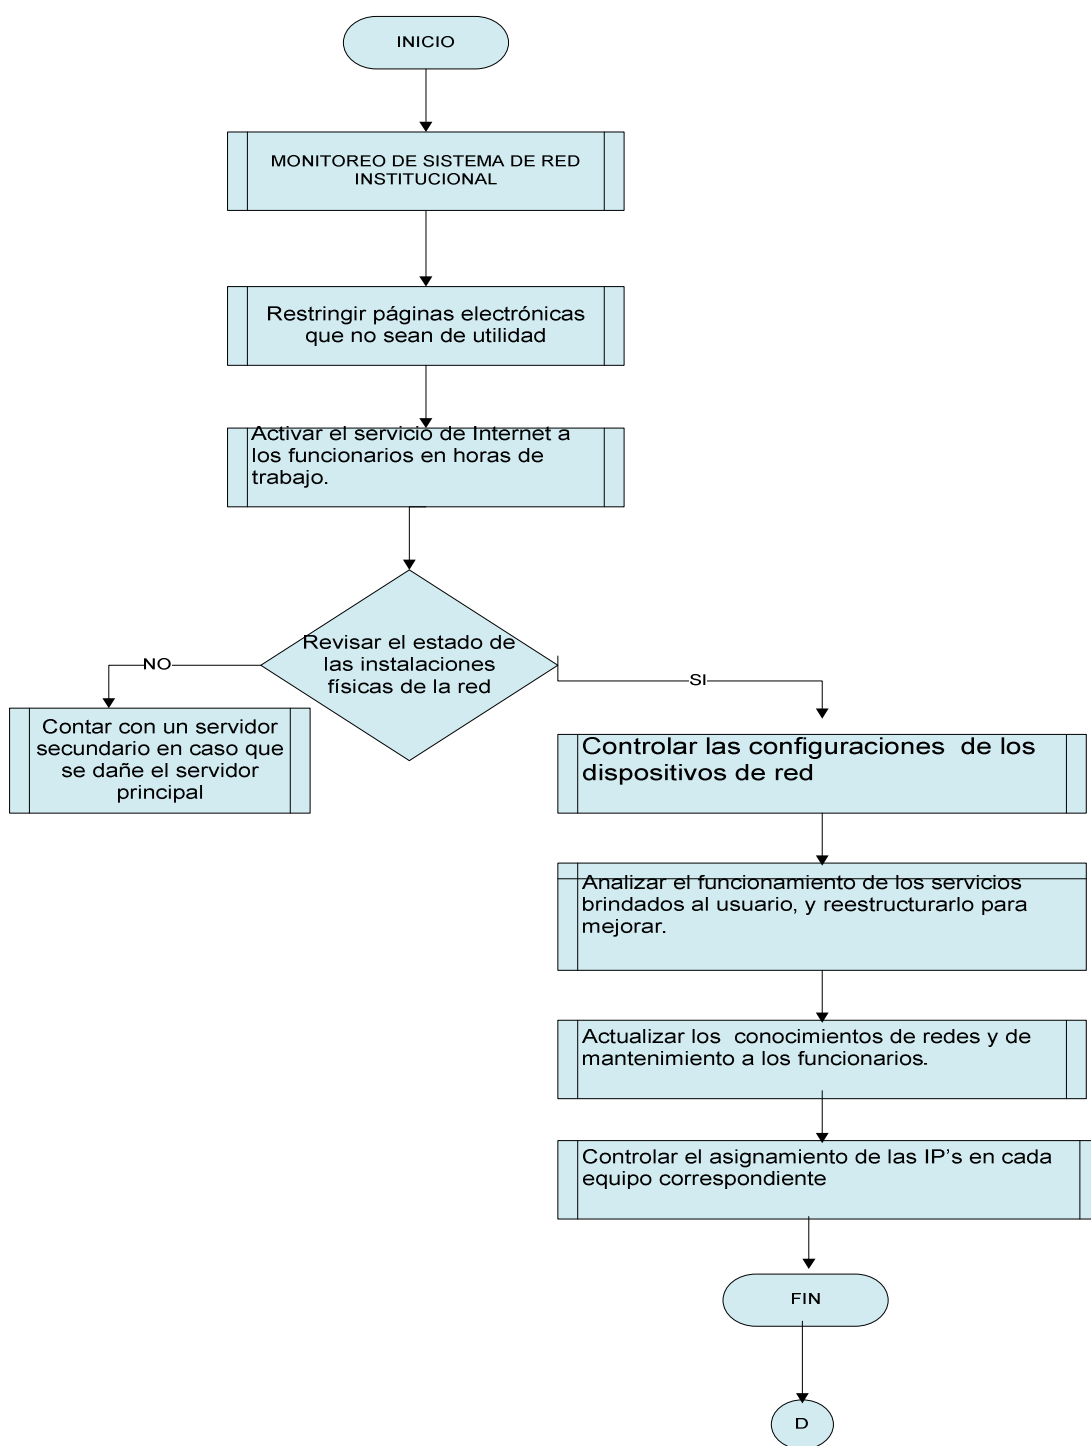 INICIO
MONITOREO DE SISTEMA DE RED
INSTITUCIONAL
Restringir páginas electrónicas
que no sean de utilidad
Activar el servicio de Internet a
los funcionarios en horas de
trabajo.
Revisar el estado de
las instalaciones
físicas de la red
NO
SI
Contar con un servidor
secundario en caso que
se dañe el servidor
principal
Controlar las configuraciones  de los
dispositivos de red
Analizar el funcionamiento de los servicios
brindados al usuario, y reestructurarlo para
mejorar.
Actualizar los  conocimientos de redes y de
mantenimiento a los funcionarios.
Controlar el asignamiento de las IP’s en cada
equipo correspondiente
FIN
D